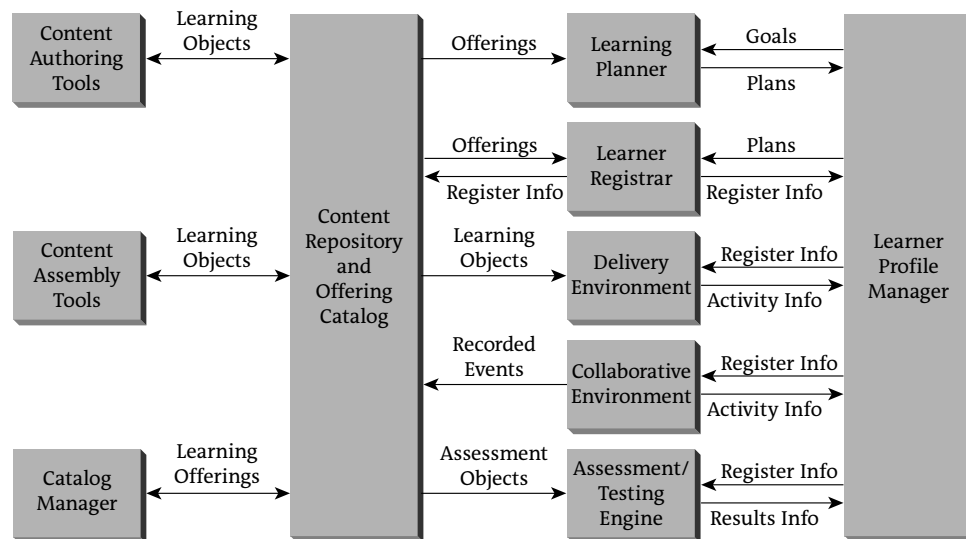 Content
Authoring
Tools
Learning
Objects
Offerings
Learning
Planner
Goals
Plans
Offerings
Register Info
Learner
Registrar
Plans
Register Info
Content
Repository
and
Offering
Catalog
Learner
Profile
Manager
Content
Assembly
Tools
Learning
Objects
Learning
Objects
Delivery
Environment
Register Info
Activity Info
Recorded
Events
Collaborative
Environment
Register Info
Activity Info
Catalog
Manager
Learning
Offerings
Assessment
Objects
Assessment/
Testing
Engine
Register Info
Results Info